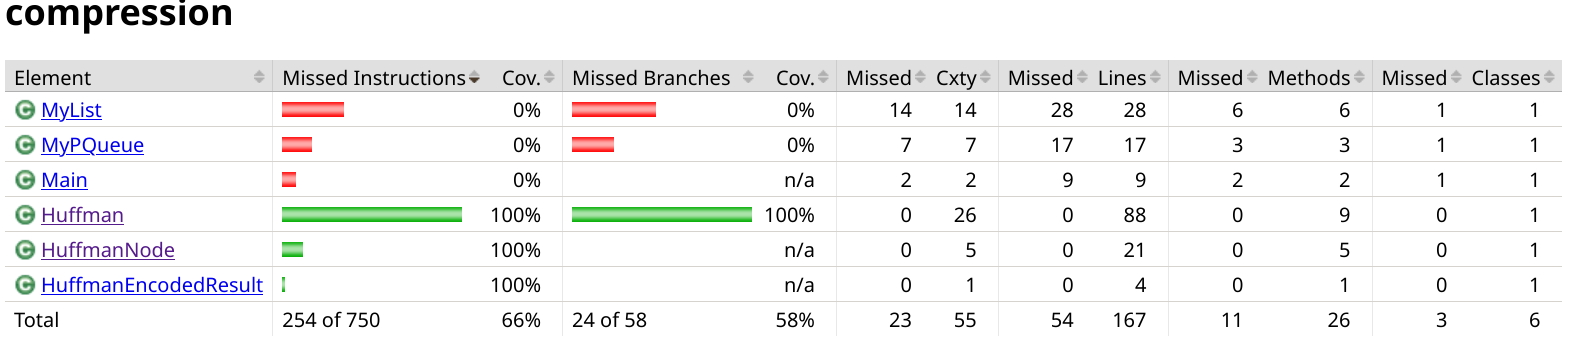 compression
Element Missed Instructions Cov. Missed Branches Cov. Missed Cxty Missed Lines Missed Methods Missed Classes
C MyList 0% 0% 14 14 28 28 6 6 1 1
C MyPQueue 0% 0% 7 7 17 17 3 3 1 1
C Main 0% n/a 2 2 9 9 2 2 1 1
C Huffman 100% 100% 0 26 0 88 0 9 0 1
C HuffmanNode 100% n/a 0 5 0 21 0 5 0 1
C HuffmanEncodedResult 100% n/a 0 1 0 4 0 1 0 1
Total 254 of 750 66% 24 of 58 58% 23 55 54 167 11 26 3 6